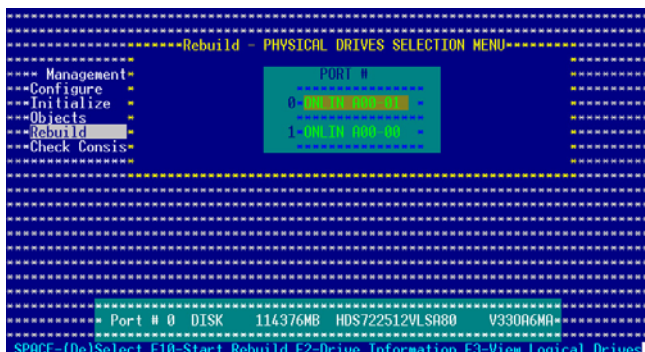 Rebuild - PHYSICAL DRIVES SELECTION MENU
Management
PORT #
Configure
Initialize
0 ONLIN A00-01
Objects
Rebuild
1 ONLIN A00-00
Check Consis
Port # 0 DISK 114376MB HDS722512VLSA80 V33OA6MA
SPACE-(De)Select F10-Start Rebuild F2-Drive Information F3-View Logical Drives